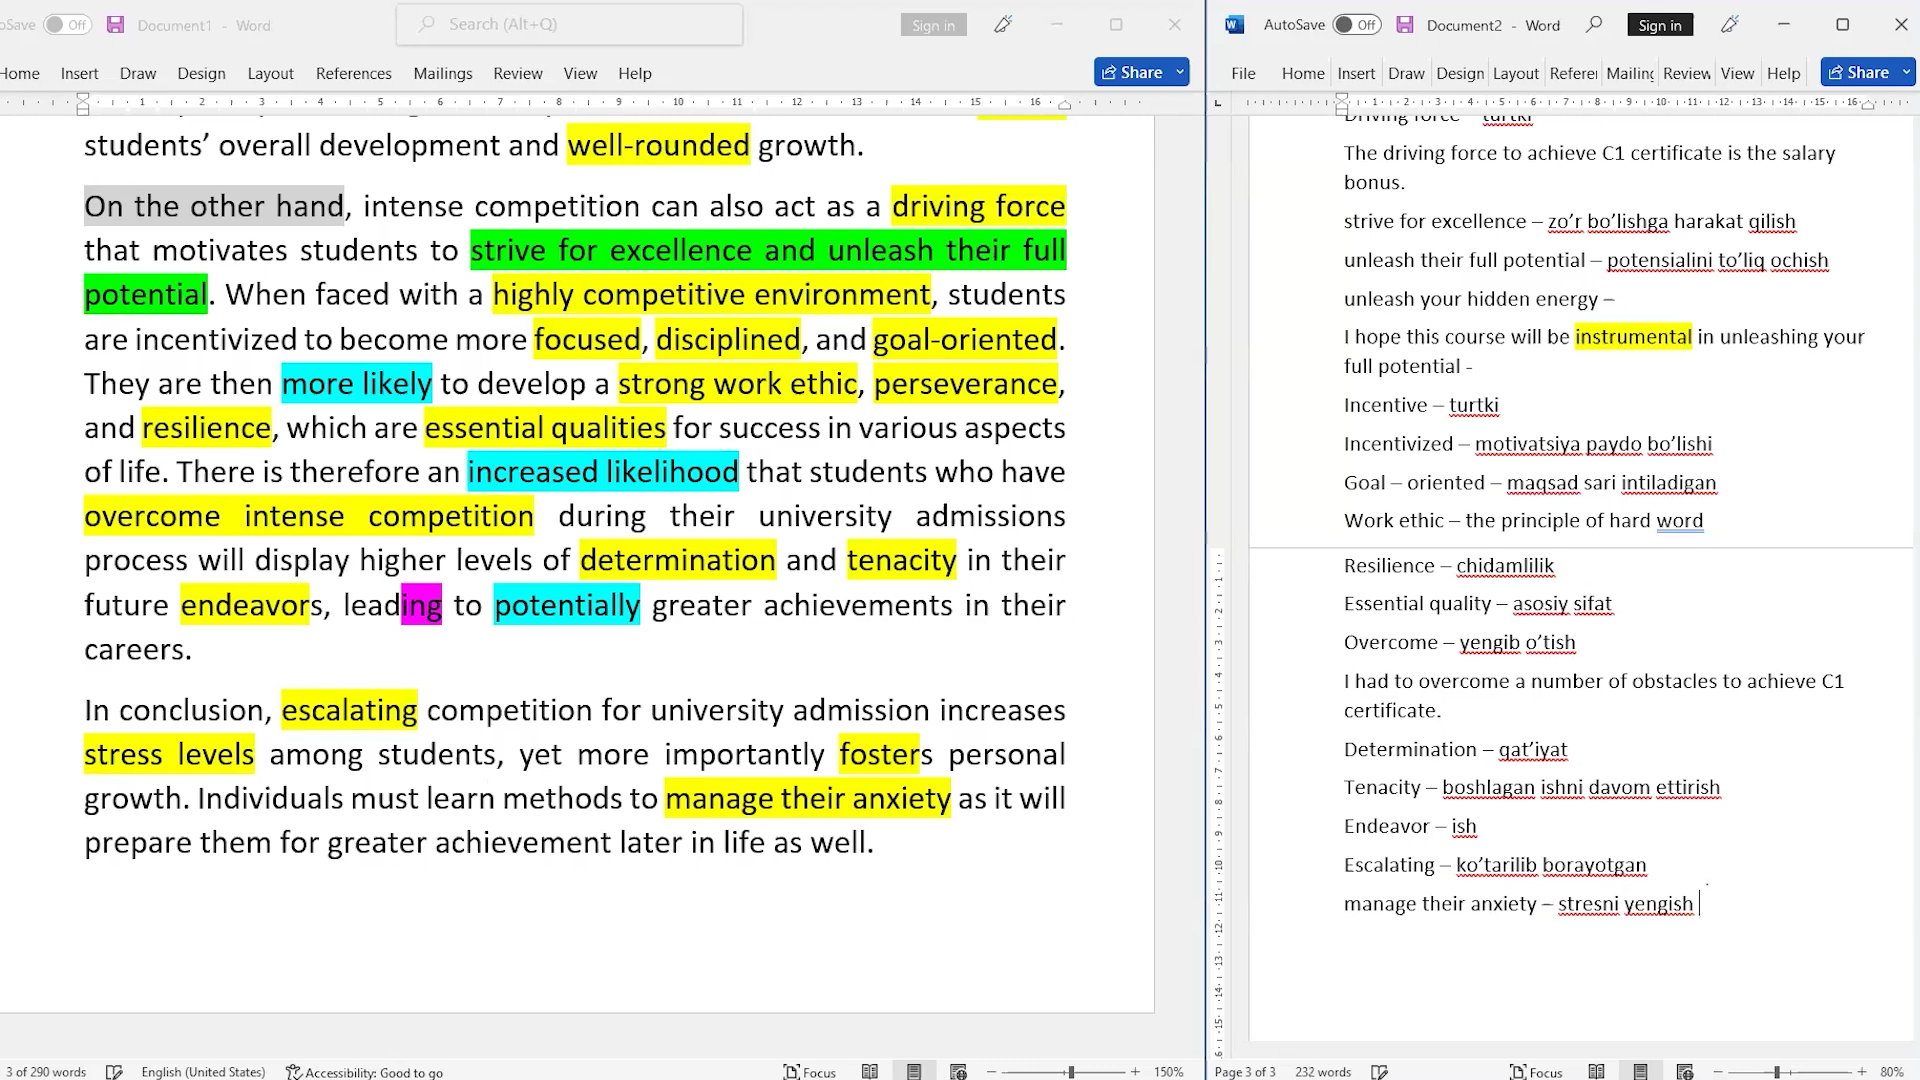 oSave Off Document1 - Word Search (Alt+Q) Sign in
Home Insert Draw Design Layout References Mailings Review View Help Share
students’ overall development and well-rounded growth.
On the other hand, intense competition can also act as a driving force
that motivates students to strive for excellence and unleash their full
potential. When faced with a highly competitive environment, students
are incentivized to become more focused, disciplined, and goal-oriented.
They are then more likely to develop a strong work ethic, perseverance,
and resilience, which are essential qualities for success in various aspects
of life. There is therefore an increased likelihood that students who have
overcome intense competition during their university admissions
process will display higher levels of determination and tenacity in their
future endeavors, leading to potentially greater achievements in their
careers.
In conclusion, escalating competition for university admission increases
stress levels among students, yet more importantly fosters personal
growth. Individuals must learn methods to manage their anxiety as it will
prepare them for greater achievement later in life as well.
3 of 290 words English (United States) Accessibility: Good to go Focus 150%
AutoSave Off Document2 - Word Sign in
File Home Insert Draw Design Layout Referen Mailing Review View Help Share
Driving force – turtki
The driving force to achieve C1 certificate is the salary
bonus.
strive for excellence – zo’r bo’lishga harakat qilish
unleash their full potential – potensialini to’liq ochish
unleash your hidden energy –
I hope this course will be instrumental in unleashing your
full potential -
Incentive – turtki
Incentivized – motivatsiya paydo bo’lishi
Goal – oriented – maqsad sari intiladigan
Work ethic – the principle of hard word
Resilience – chidamlilik
Essential quality – asosiy sifat
Overcome – yengib o’tish
I had to overcome a number of obstacles to achieve C1
certificate.
Determination – qat’iyat
Tenacity – boshlagan ishni davom ettirish
Endeavor – ish
Escalating – ko’tarilib borayotgan
manage their anxiety – stresni yengish
Page 3 of 3 232 words Focus 80%